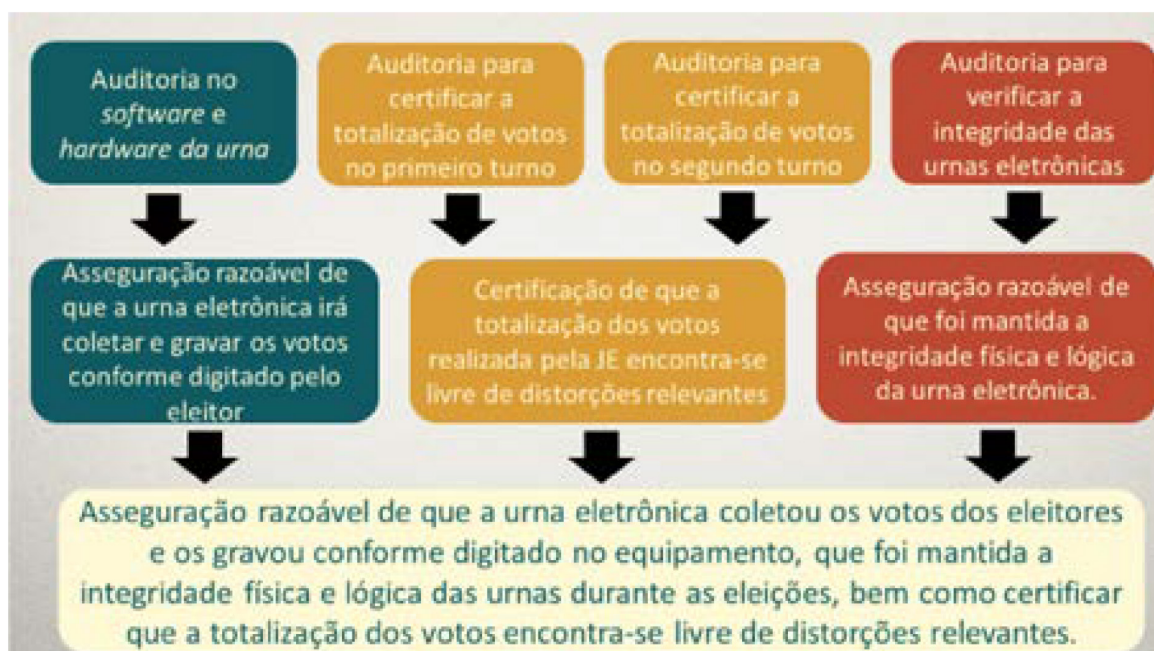 Auditoria no
software e
hardware da urna
Auditoria para
certificar a
totalização de votos
no primeiro turno
Auditoria para
certificar a
totalização de votos
no segundo turno
Auditoria para
verificar a
integridade das
urnas eletrônicas
Asseguração razoável de
que a urna eletrônica irá
coletar e gravar os votos
conforme digitado pelo
eleitor
Certificação de que a
totalização dos votos
realizada pela JE encontra-se
livre de distorções relevantes
Asseguração razoável de
que foi mantida a
integridade física e lógica
da urna eletrônica.
Asseguração razoável de que a urna eletrônica coletou os votos dos eleitores
e os gravou conforme digitado no equipamento, que foi mantida a
integridade física e lógica das urnas durante as eleições, bem como certificar
que a totalização dos votos encontra-se livre de distorções relevantes.